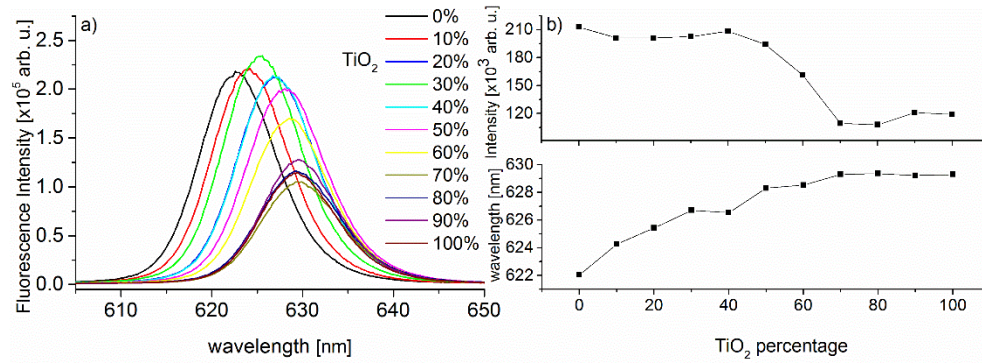 a)
Fluorescence Intensity [x10⁵ arb. u.]
2.5
2.0
1.5
1.0
0.5
0.0
610 620 630 640 650
wavelength [nm]
TiO₂
0%
10%
20%
30%
40%
50%
60%
70%
80%
90%
100%
b)
Intensity [x10³ arb. u.]
210
180
150
120
wavelength [nm]
630
628
626
624
622
0 20 40 60 80 100
TiO₂ percentage